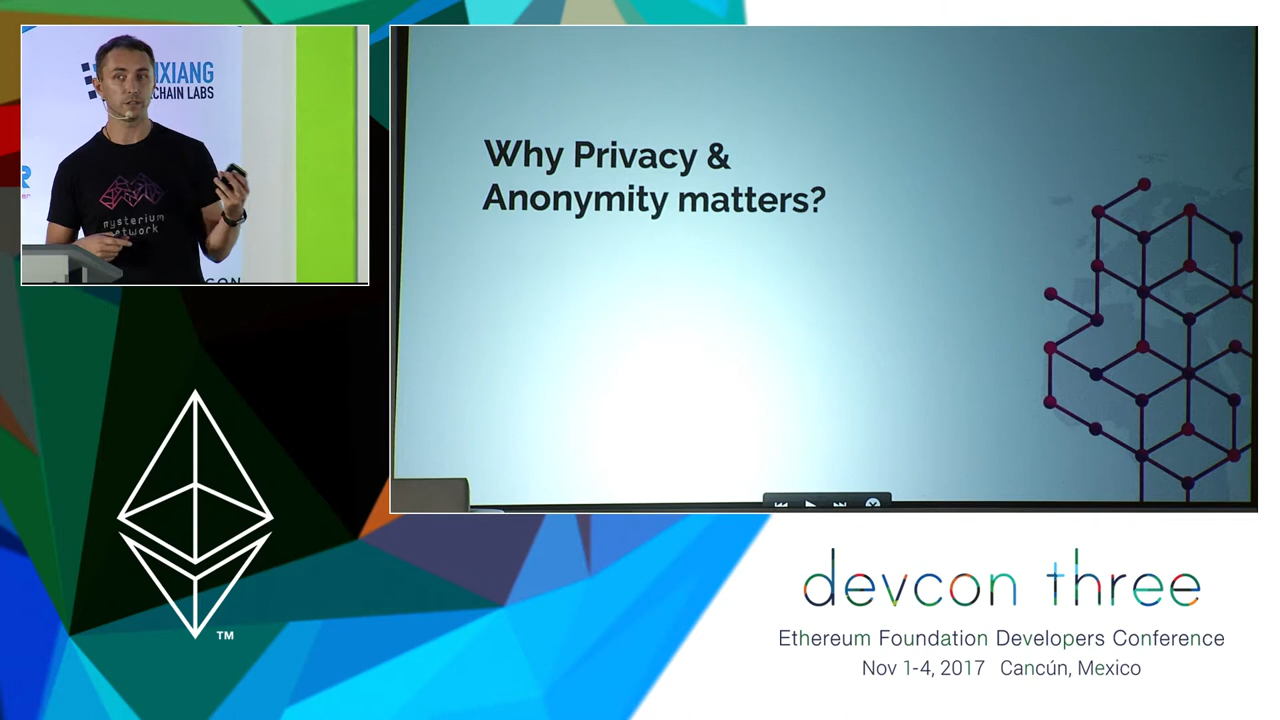 IXIANG
CHAIN LABS
R
mysterium
network
Why Privacy &
Anonymity matters?
TM
devcon three
Ethereum Foundation Developers Conference
Nov 1-4, 2017 Cancún, Mexico